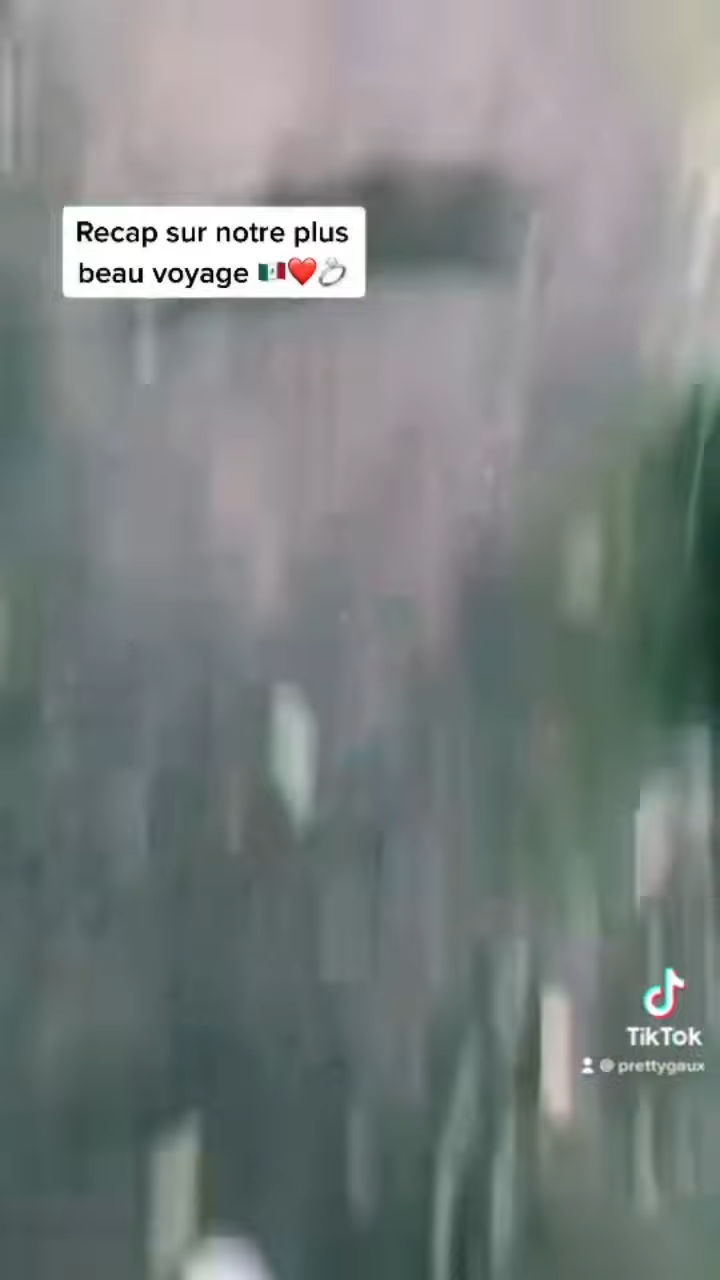 Recap sur notre plus
beau voyage 🇲🇽❤️💍
TikTok
@ prettygaux